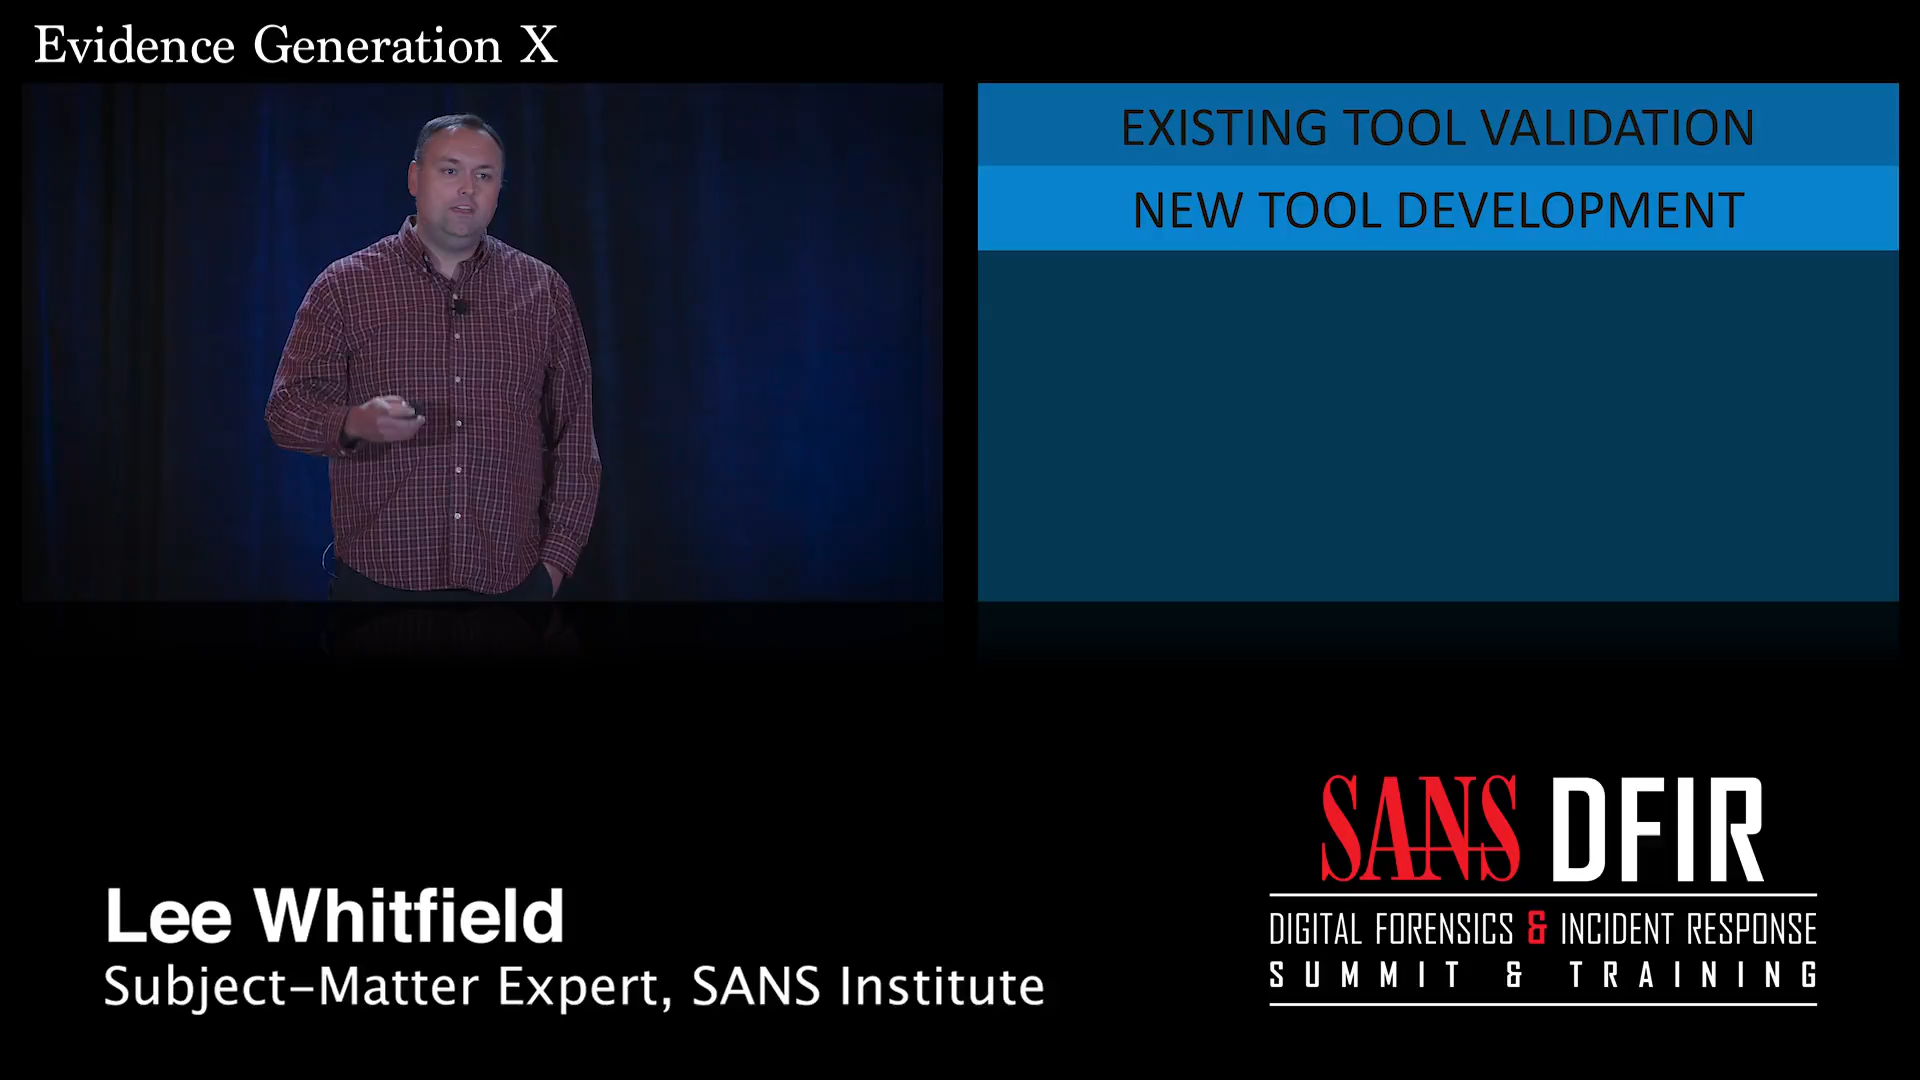 Evidence Generation X
EXISTING TOOL VALIDATION
NEW TOOL DEVELOPMENT
Lee Whitfield
Subject-Matter Expert, SANS Institute
SANS DFIR
DIGITAL FORENSICS & INCIDENT RESPONSE
SUMMIT & TRAINING